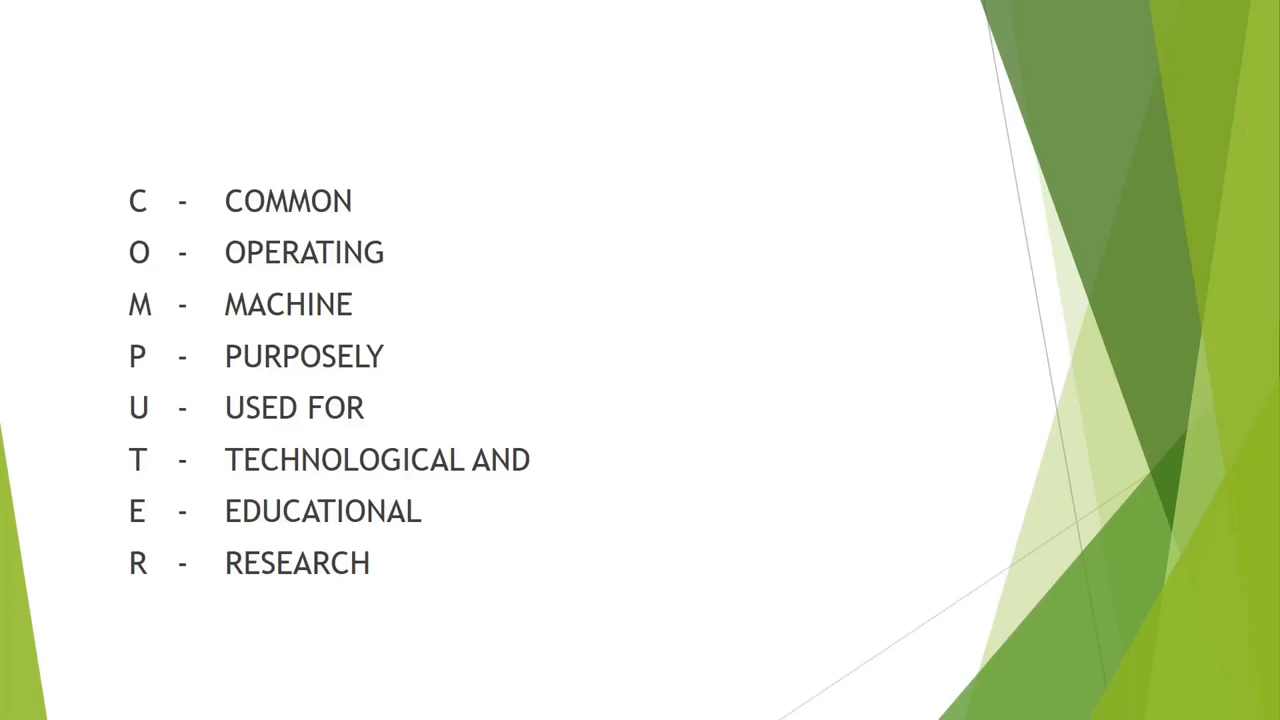 C - COMMON
O - OPERATING
M - MACHINE
P - PURPOSELY
U - USED FOR
T - TECHNOLOGICAL AND
E - EDUCATIONAL
R - RESEARCH